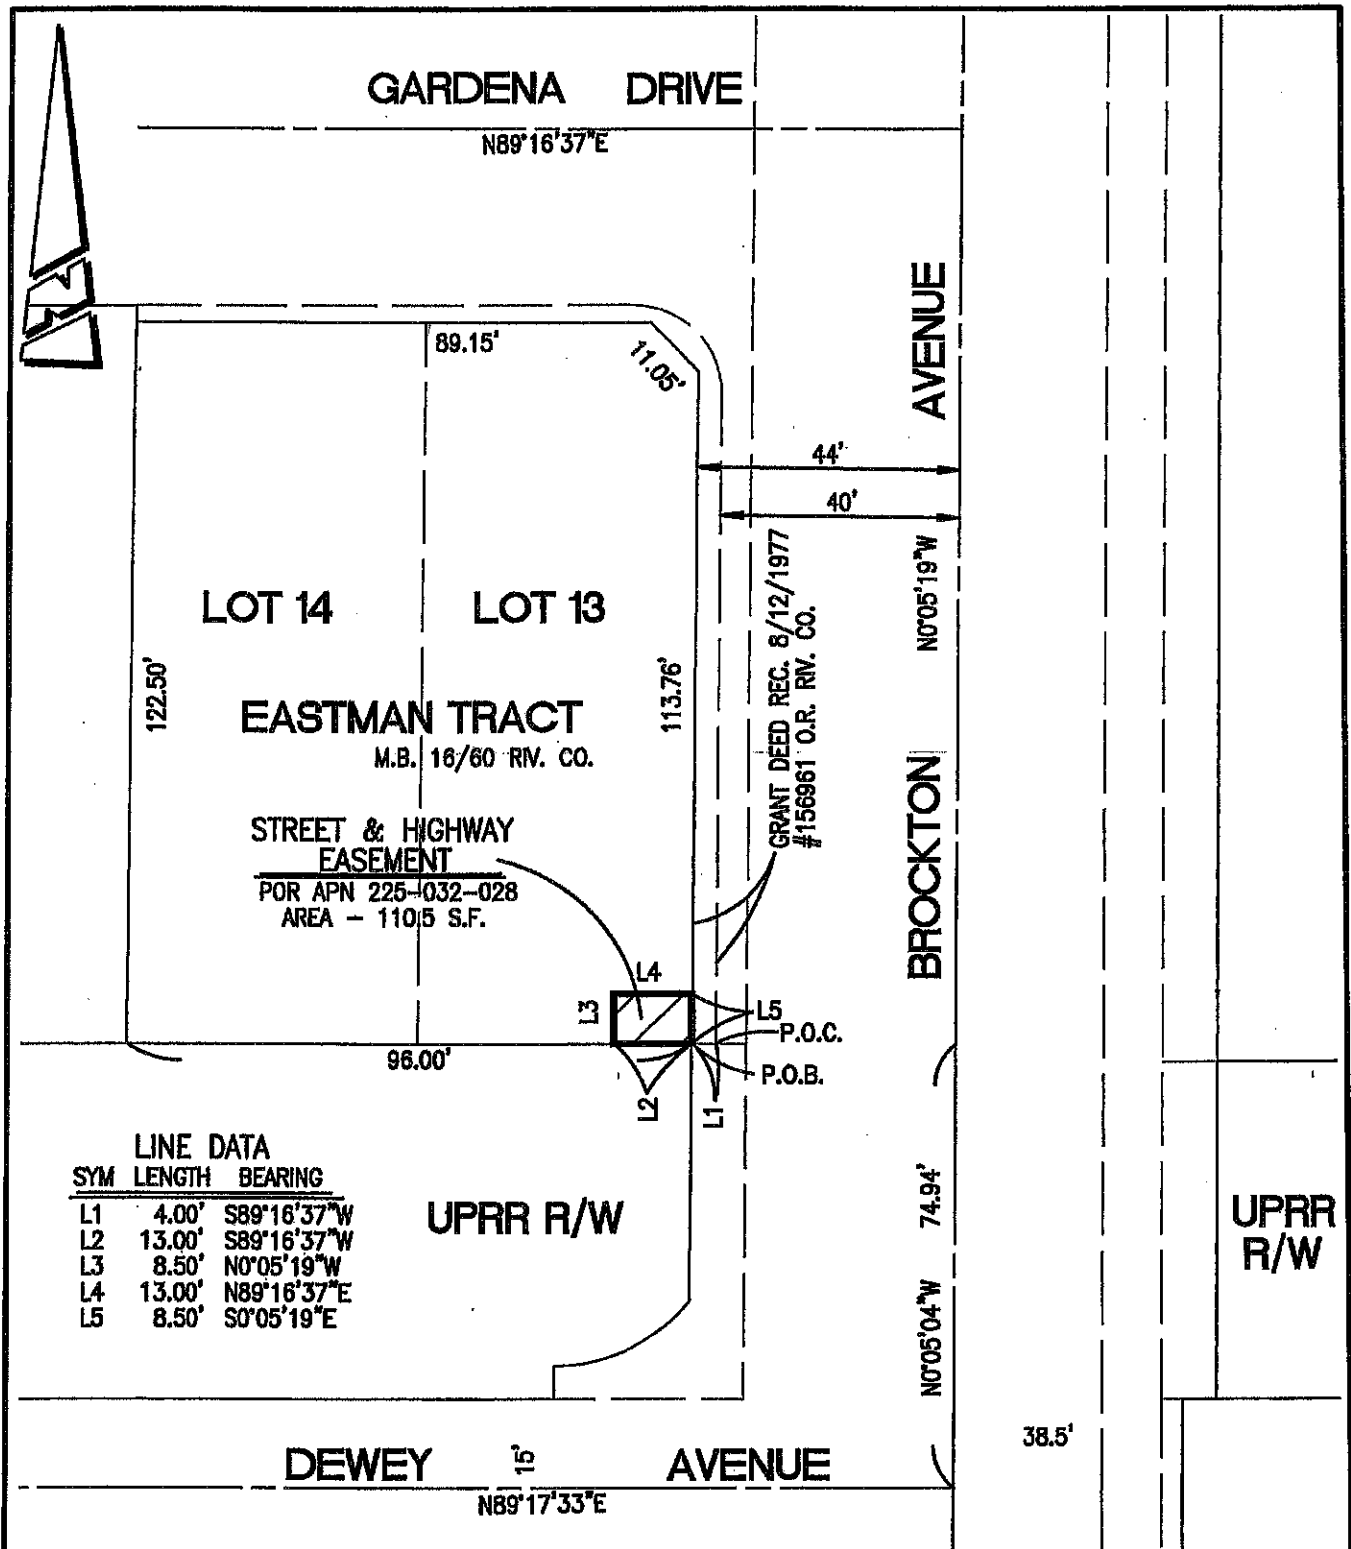 GARDENA DRIVE
N89°16'37"E
89.15'
11.05'
AVENUE
44'
40'
N0°05'19"W
GRANT DEED REC. 8/12/1977
#156961 O.R. RIV. CO.
LOT 14 LOT 13
122.50'
113.76'
EASTMAN TRACT
M.B. 16/60 RIV. CO.
BROCKTON
STREET & HIGHWAY
EASEMENT
POR APN 225-032-028
AREA - 110.5 S.F.
L4
L3
L5
P.O.C.
96.00'
P.O.B.
L2
L1
LINE DATA
SYM LENGTH BEARING
L1 4.00' S89°16'37"W
L2 13.00' S89°16'37"W
L3 8.50' N0°05'19"W
L4 13.00' N89°16'37"E
L5 8.50' S0°05'19"E
UPRR R/W
N0°05'04"W 74.94'
UPRR
R/W
38.5'
DEWEY 15' AVENUE
N89°17'33"E